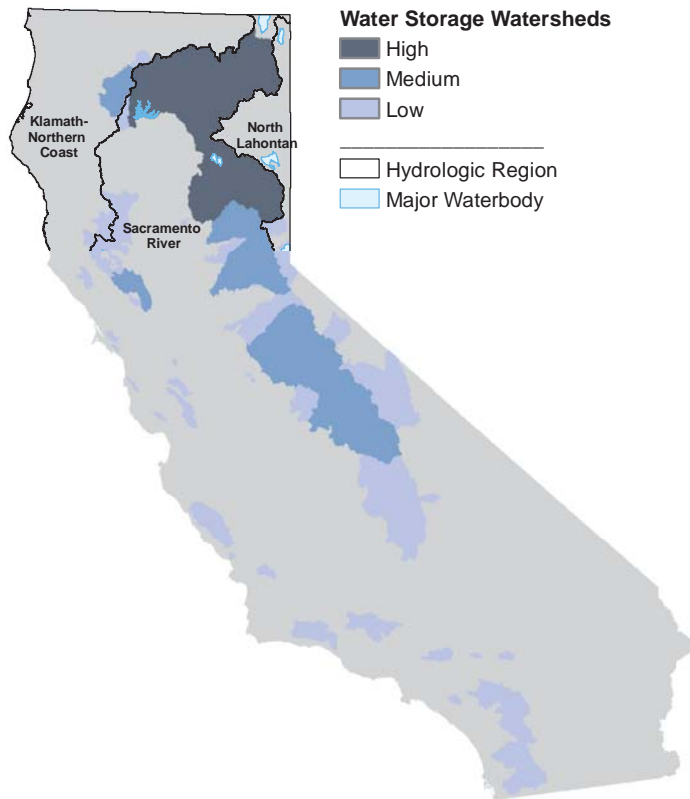 Water Storage Watersheds
High
Medium
Low
Hydrologic Region
Major Waterbody
Klamath-
Northern
Coast
North
Lahontan
Sacramento
River